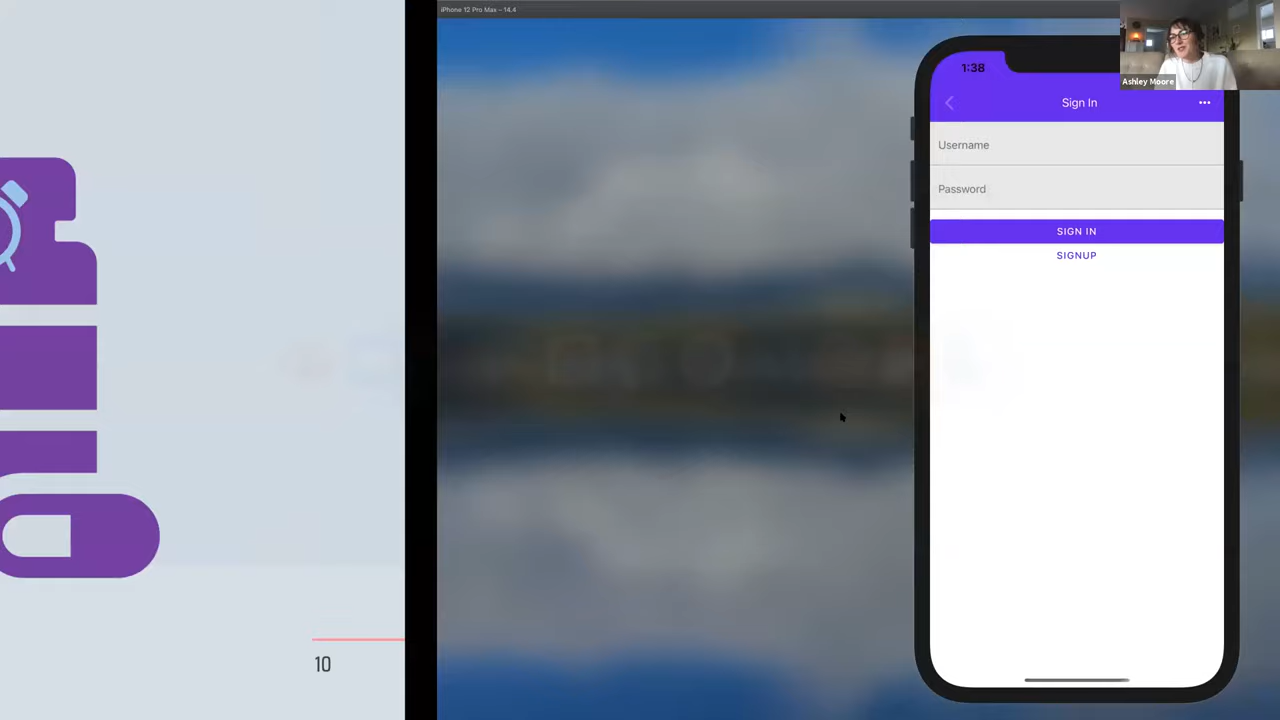 iPhone 12 Pro Max – 14.4
Ashley Moore
1:38
Sign In
Username
Password
SIGN IN
SIGNUP
10